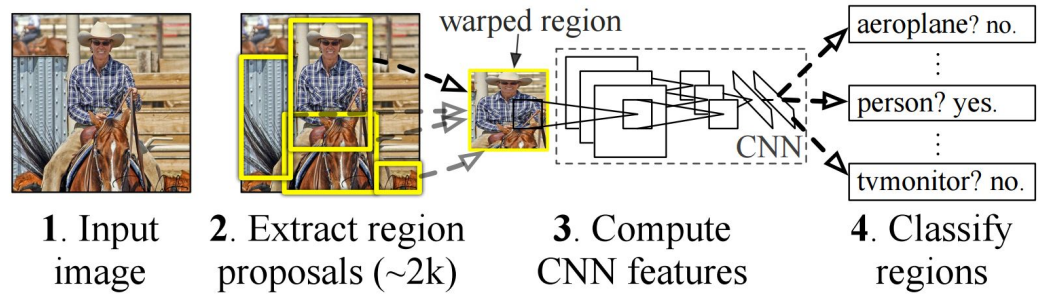 warped region
aeroplane? no.
person? yes.
CNN
tvmonitor? no.
1. Input
image
2. Extract region
proposals (~2k)
3. Compute
CNN features
4. Classify
regions